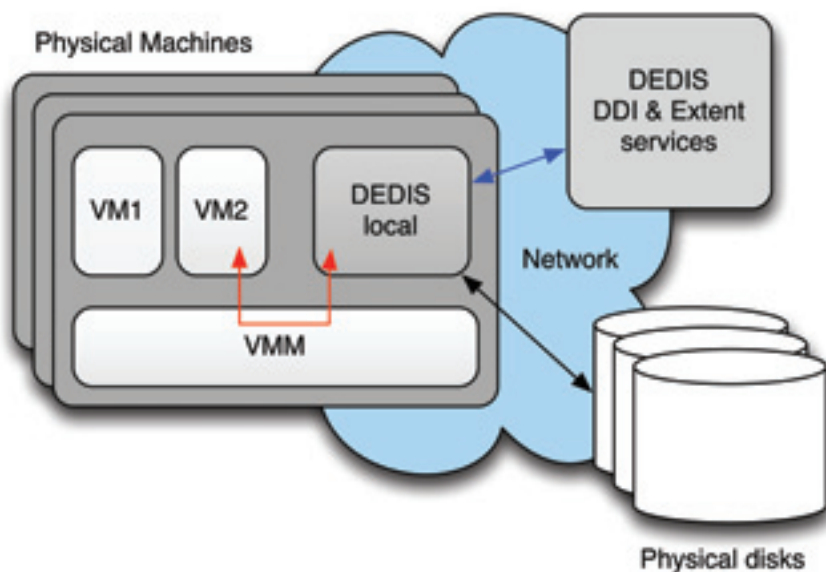 Physical Machines
DEDIS
DDI & Extent
services
VM1
VM2
DEDIS
local
Network
VMM
Physical disks